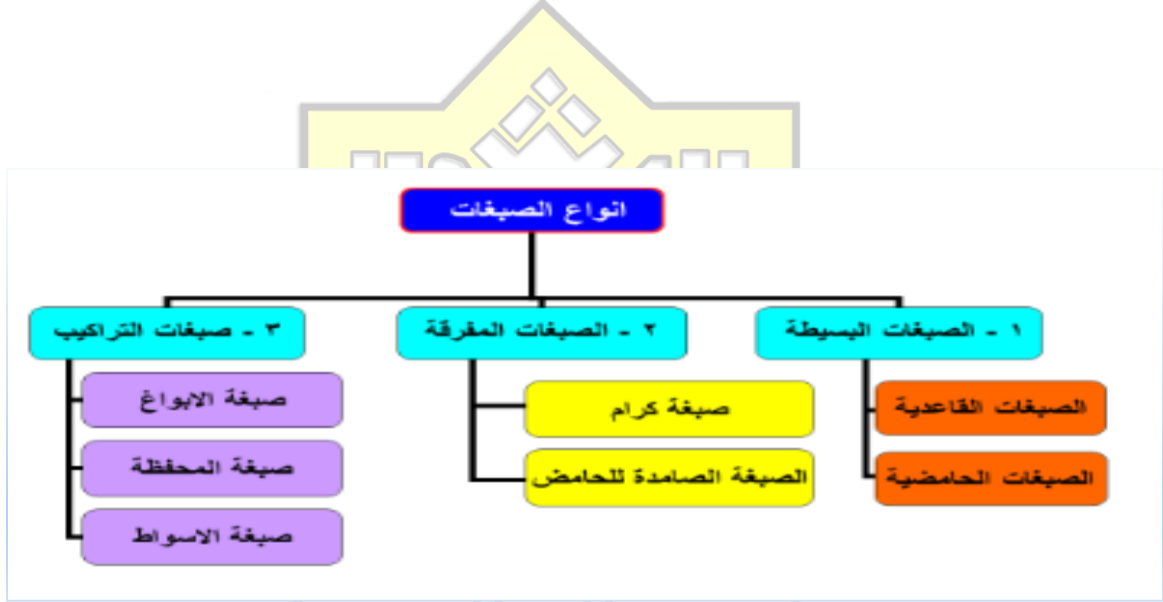 انواع الصبغات
١ - الصبغات البسيطة
الصبغات القاعدية
الصبغات الحامضية
٢ - الصبغات المفرقة
صبغة كرام
الصبغة الصامدة للحامض
٣ - صبغات التراكيب
صبغة الابواغ
صبغة المحفظة
صبغة الاسواط